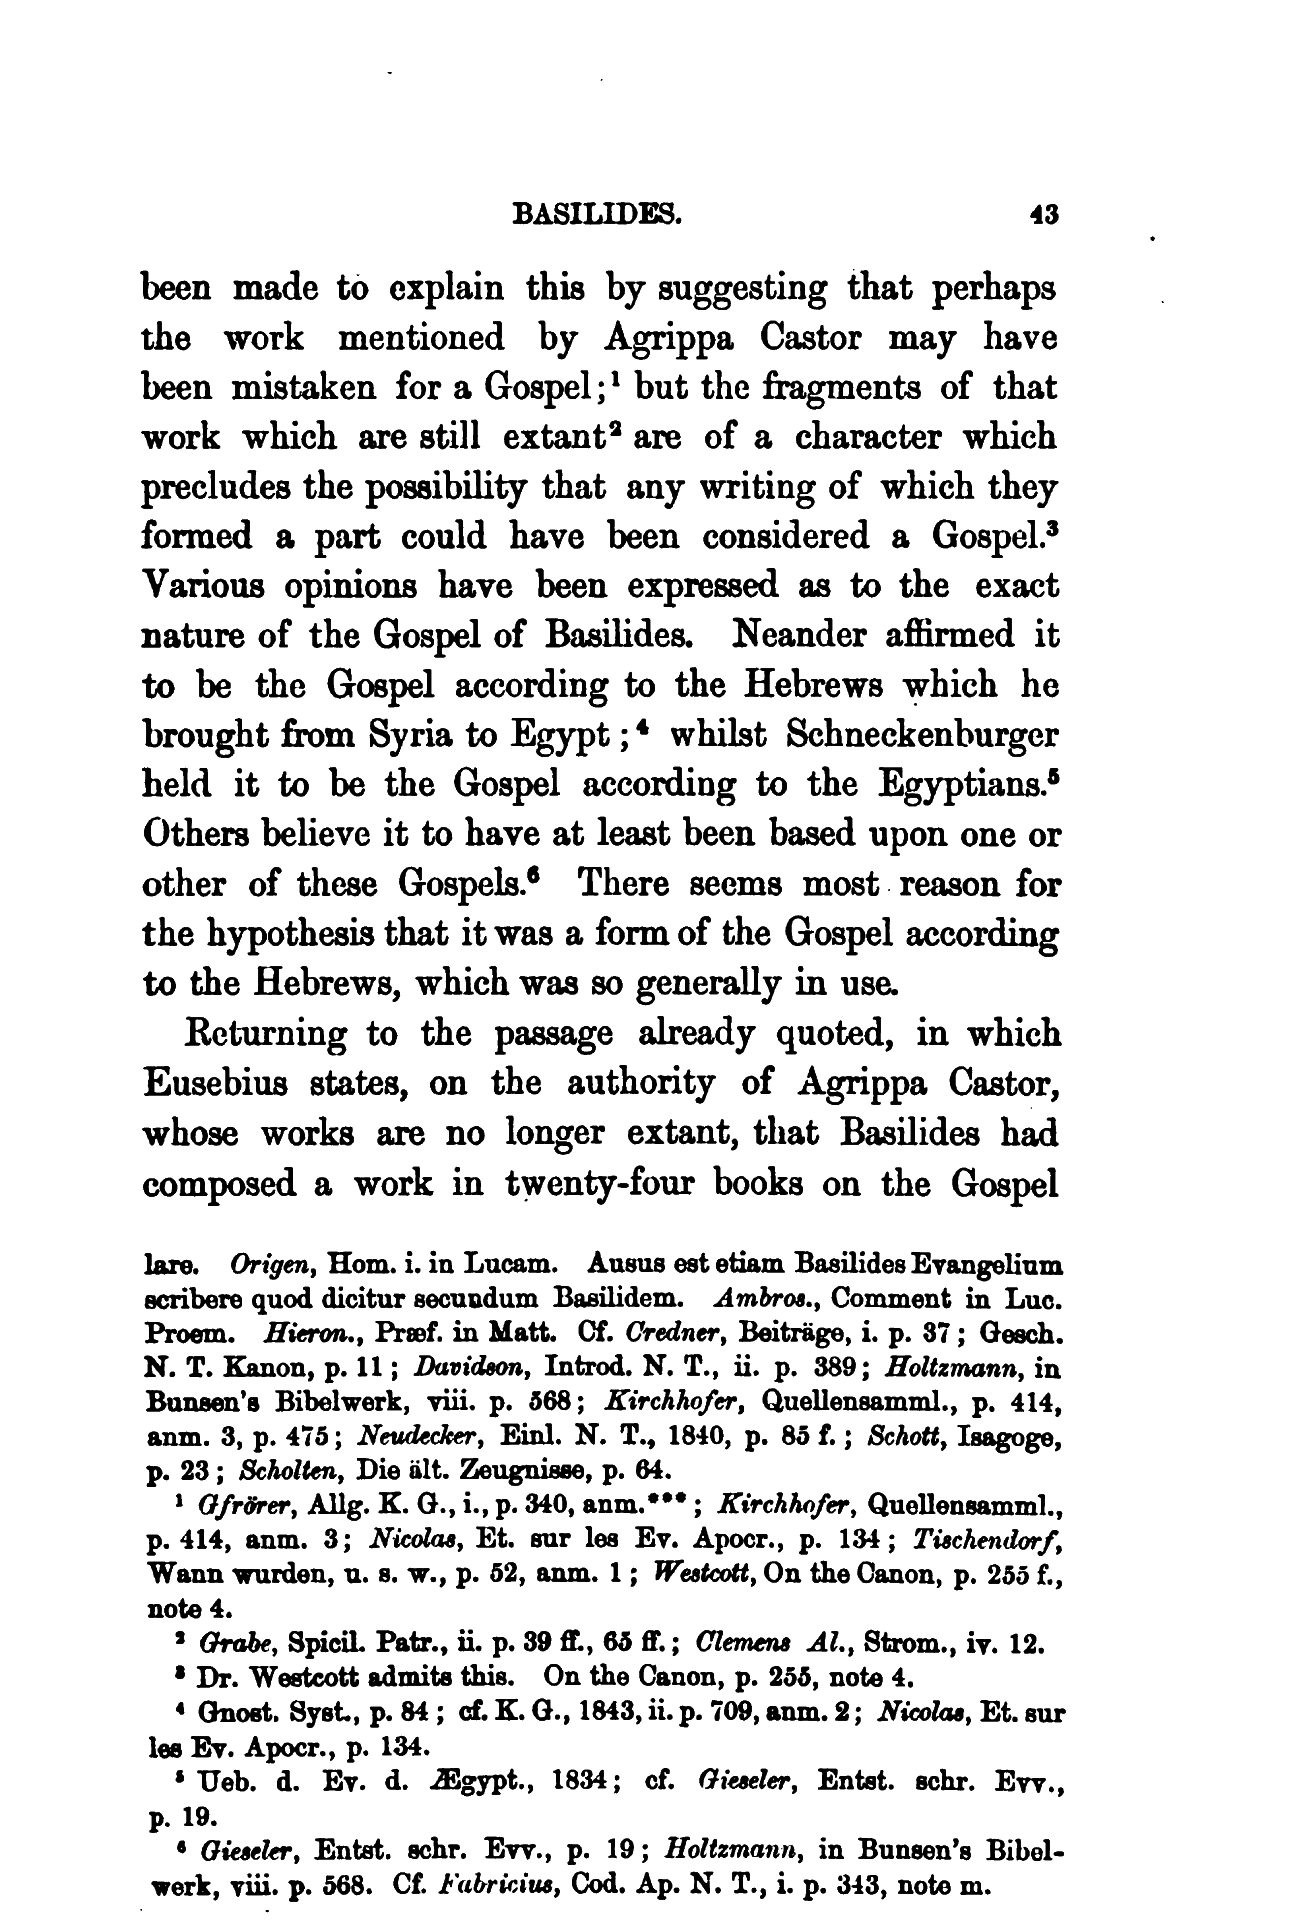 BASILIDES. 43
been made to explain this by suggesting that perhaps
the work mentioned by Agrippa Castor may have
been mistaken for a Gospel;¹ but the fragments of that
work which are still extant² are of a character which
precludes the possibility that any writing of which they
formed a part could have been considered a Gospel.³
Various opinions have been expressed as to the exact
nature of the Gospel of Basilides. Neander affirmed it
to be the Gospel according to the Hebrews which he
brought from Syria to Egypt;⁴ whilst Schneckenburger
held it to be the Gospel according to the Egyptians.⁵
Others believe it to have at least been based upon one or
other of these Gospels.⁶ There seems most reason for
the hypothesis that it was a form of the Gospel according
to the Hebrews, which was so generally in use.
Returning to the passage already quoted, in which
Eusebius states, on the authority of Agrippa Castor,
whose works are no longer extant, that Basilides had
composed a work in twenty-four books on the Gospel
lare. Origen, Hom. i. in Lucam. Ausus est etiam Basilides Evangelium
scribere quod dicitur secundum Basilidem. Ambros., Comment in Luc.
Proem. Hieron., Præf. in Matt. Cf. Credner, Beiträge, i. p. 37; Gesch.
N. T. Kanon, p. 11; Davidson, Introd. N. T., ii. p. 389; Holtzmann, in
Bunsen's Bibelwerk, viii. p. 568; Kirchhofer, Quellensamml., p. 414,
anm. 3, p. 475; Neudecker, Einl. N. T., 1840, p. 85 f.; Schott, Isagoge,
p. 23; Scholten, Die ält. Zeugnisse, p. 64.
¹ Gfrörer, Allg. K. G., i., p. 340, anm.***; Kirchhofer, Quellensamml.,
p. 414, anm. 3; Nicolas, Et. sur les Ev. Apocr., p. 134; Tischendorf,
Wann wurden, u. s. w., p. 52, anm. 1; Westcott, On the Canon, p. 255 f.,
note 4.
² Grabe, Spicil. Patr., ii. p. 39 ff., 65 ff.; Clemens Al., Strom., iv. 12.
³ Dr. Westcott admits this. On the Canon, p. 255, note 4.
⁴ Gnost. Syst., p. 84; cf. K. G., 1843, ii. p. 709, anm. 2; Nicolas, Et. sur
les Ev. Apocr., p. 134.
⁵ Ueb. d. Ev. d. Ægypt., 1834; cf. Gieseler, Entst. schr. Evv.,
p. 19.
⁶ Gieseler, Entst. schr. Evv., p. 19; Holtzmann, in Bunsen's Bibel-
werk, viii. p. 568. Cf. Fabricius, Cod. Ap. N. T., i. p. 343, note m.